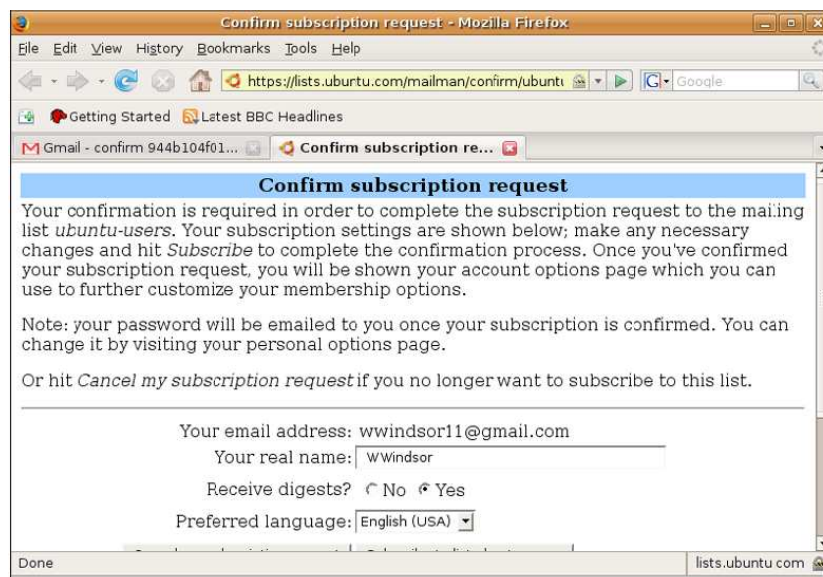 Confirm subscription request - Mozilla Firefox
File Edit View History Bookmarks Tools Help
https://lists.ubuntu.com/mailman/confirm/ubuntu Google
Getting Started Latest BBC Headlines
Gmail - confirm 944b104f01... Confirm subscription re...
Confirm subscription request
Your confirmation is required in order to complete the subscription request to the mailing
list ubuntu-users. Your subscription settings are shown below; make any necessary
changes and hit Subscribe to complete the confirmation process. Once you've confirmed
your subscription request, you will be shown your account options page which you can
use to further customize your membership options.
Note: your password will be emailed to you once your subscription is confirmed. You can
change it by visiting your personal options page.
Or hit Cancel my subscription request if you no longer want to subscribe to this list.
Your email address: wwindsor11@gmail.com
Your real name: WWindsor
Receive digests? No Yes
Preferred language: English (USA)
Done lists.ubuntu.com